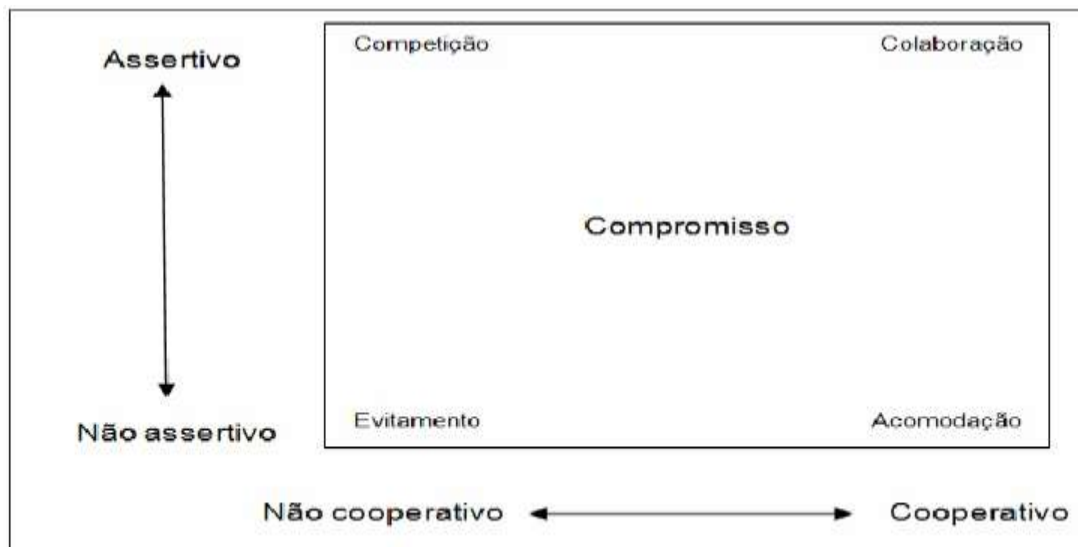 Competição
Colaboração
Assertivo
Compromisso
Evitamento
Acomodação
Não assertivo
Não cooperativo
Cooperativo